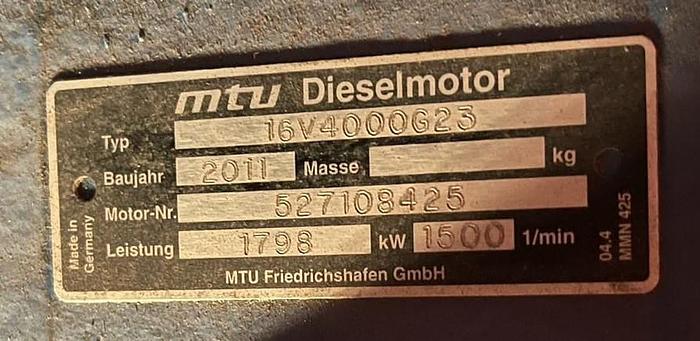 mtu Dieselmotor
Typ 16V4000G23
Baujahr 2011 Masse kg
Motor-Nr. 527108425
Leistung 1798 kW 1500 1/min
MTU Friedrichshafen GmbH
Made in
Germany
04.4
MMN 425